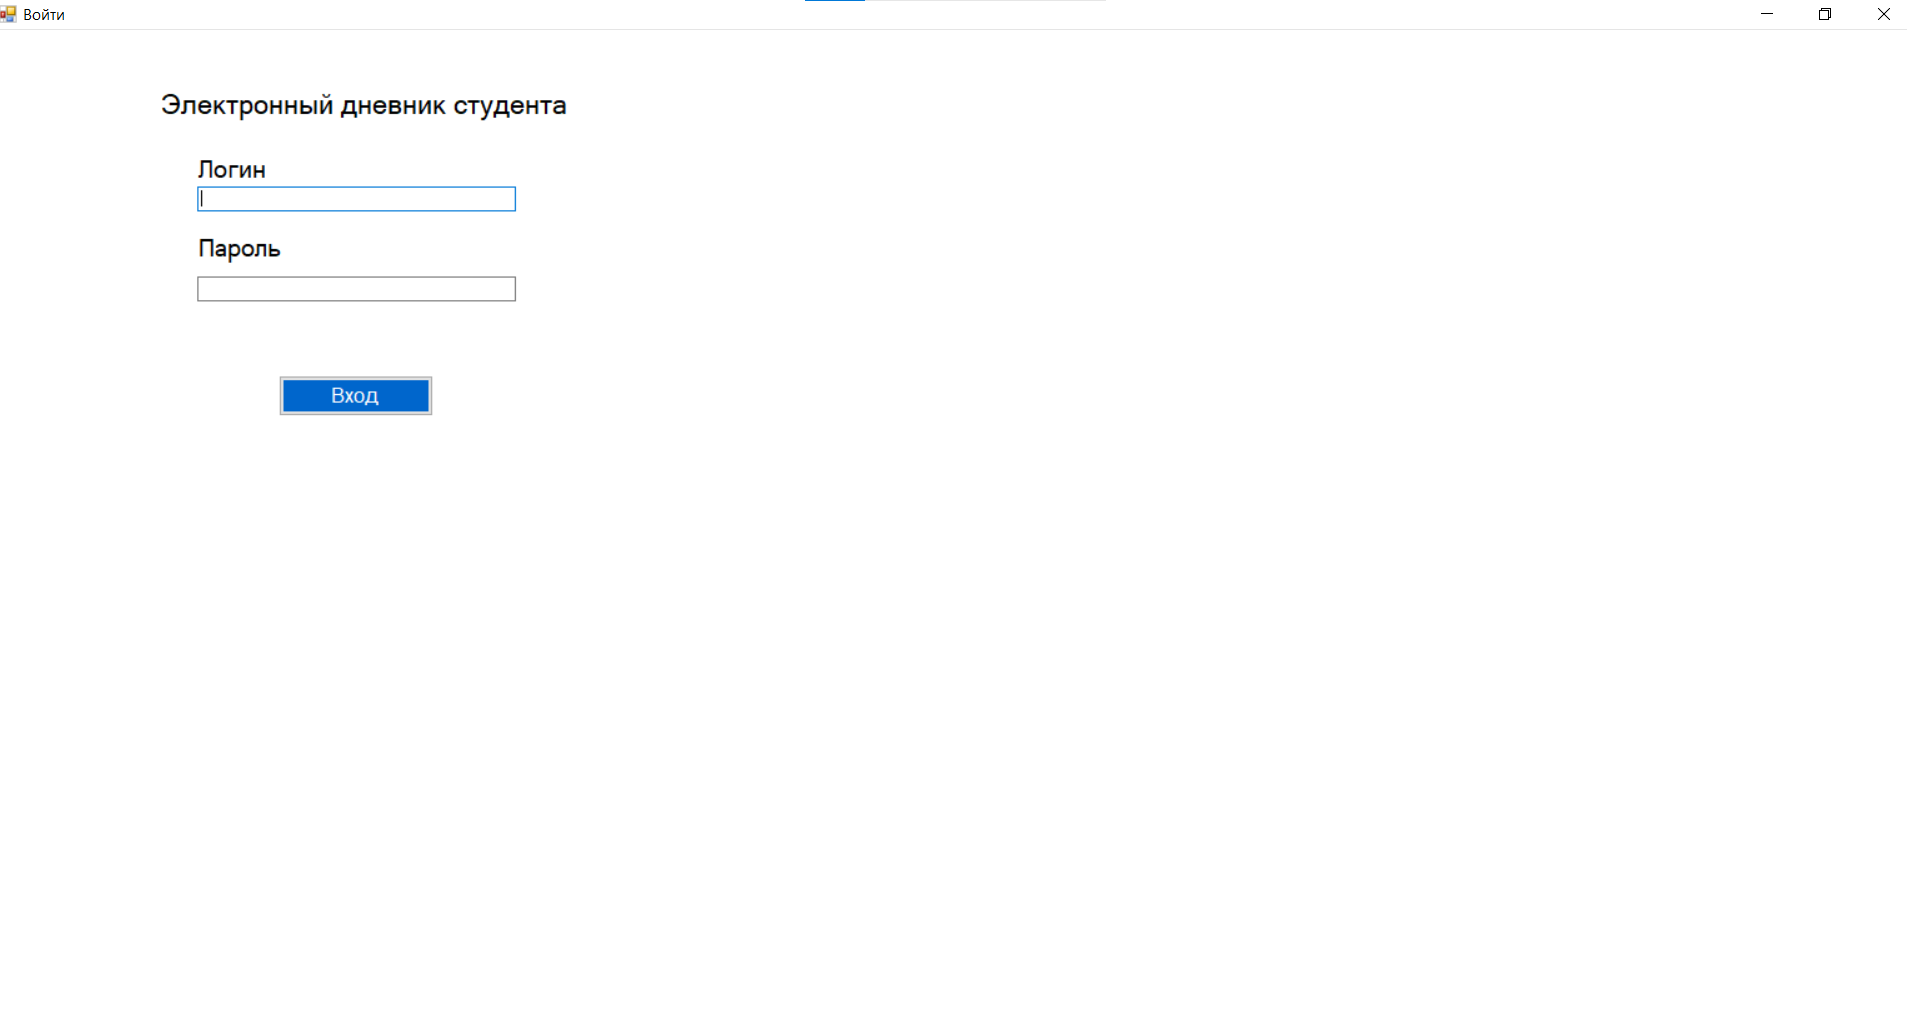 Войти
Электронный дневник студента
Логин
Пароль
Вход